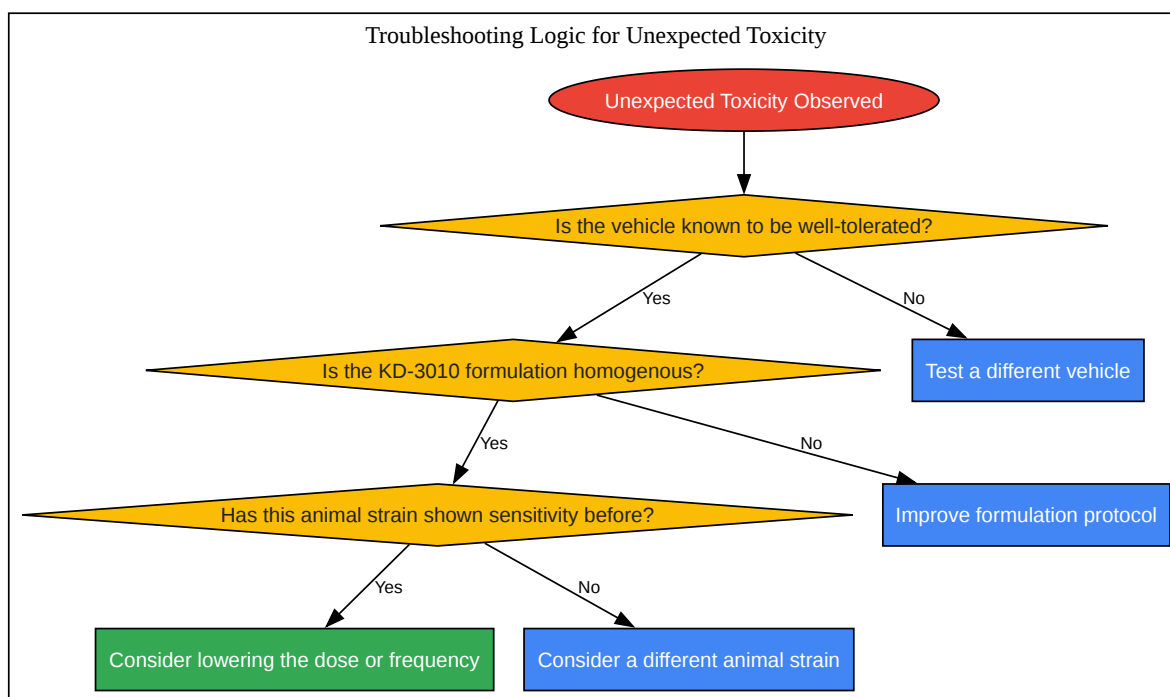 Troubleshooting Logic for Unexpected Toxicity
Unexpected Toxicity Observed
Is the vehicle known to be well-tolerated?
Yes
No
Is the KD-3010 formulation homogenous?
Test a different vehicle
Yes
No
Has this animal strain shown sensitivity before?
Improve formulation protocol
Yes
No
Consider lowering the dose or frequency
Consider a different animal strain